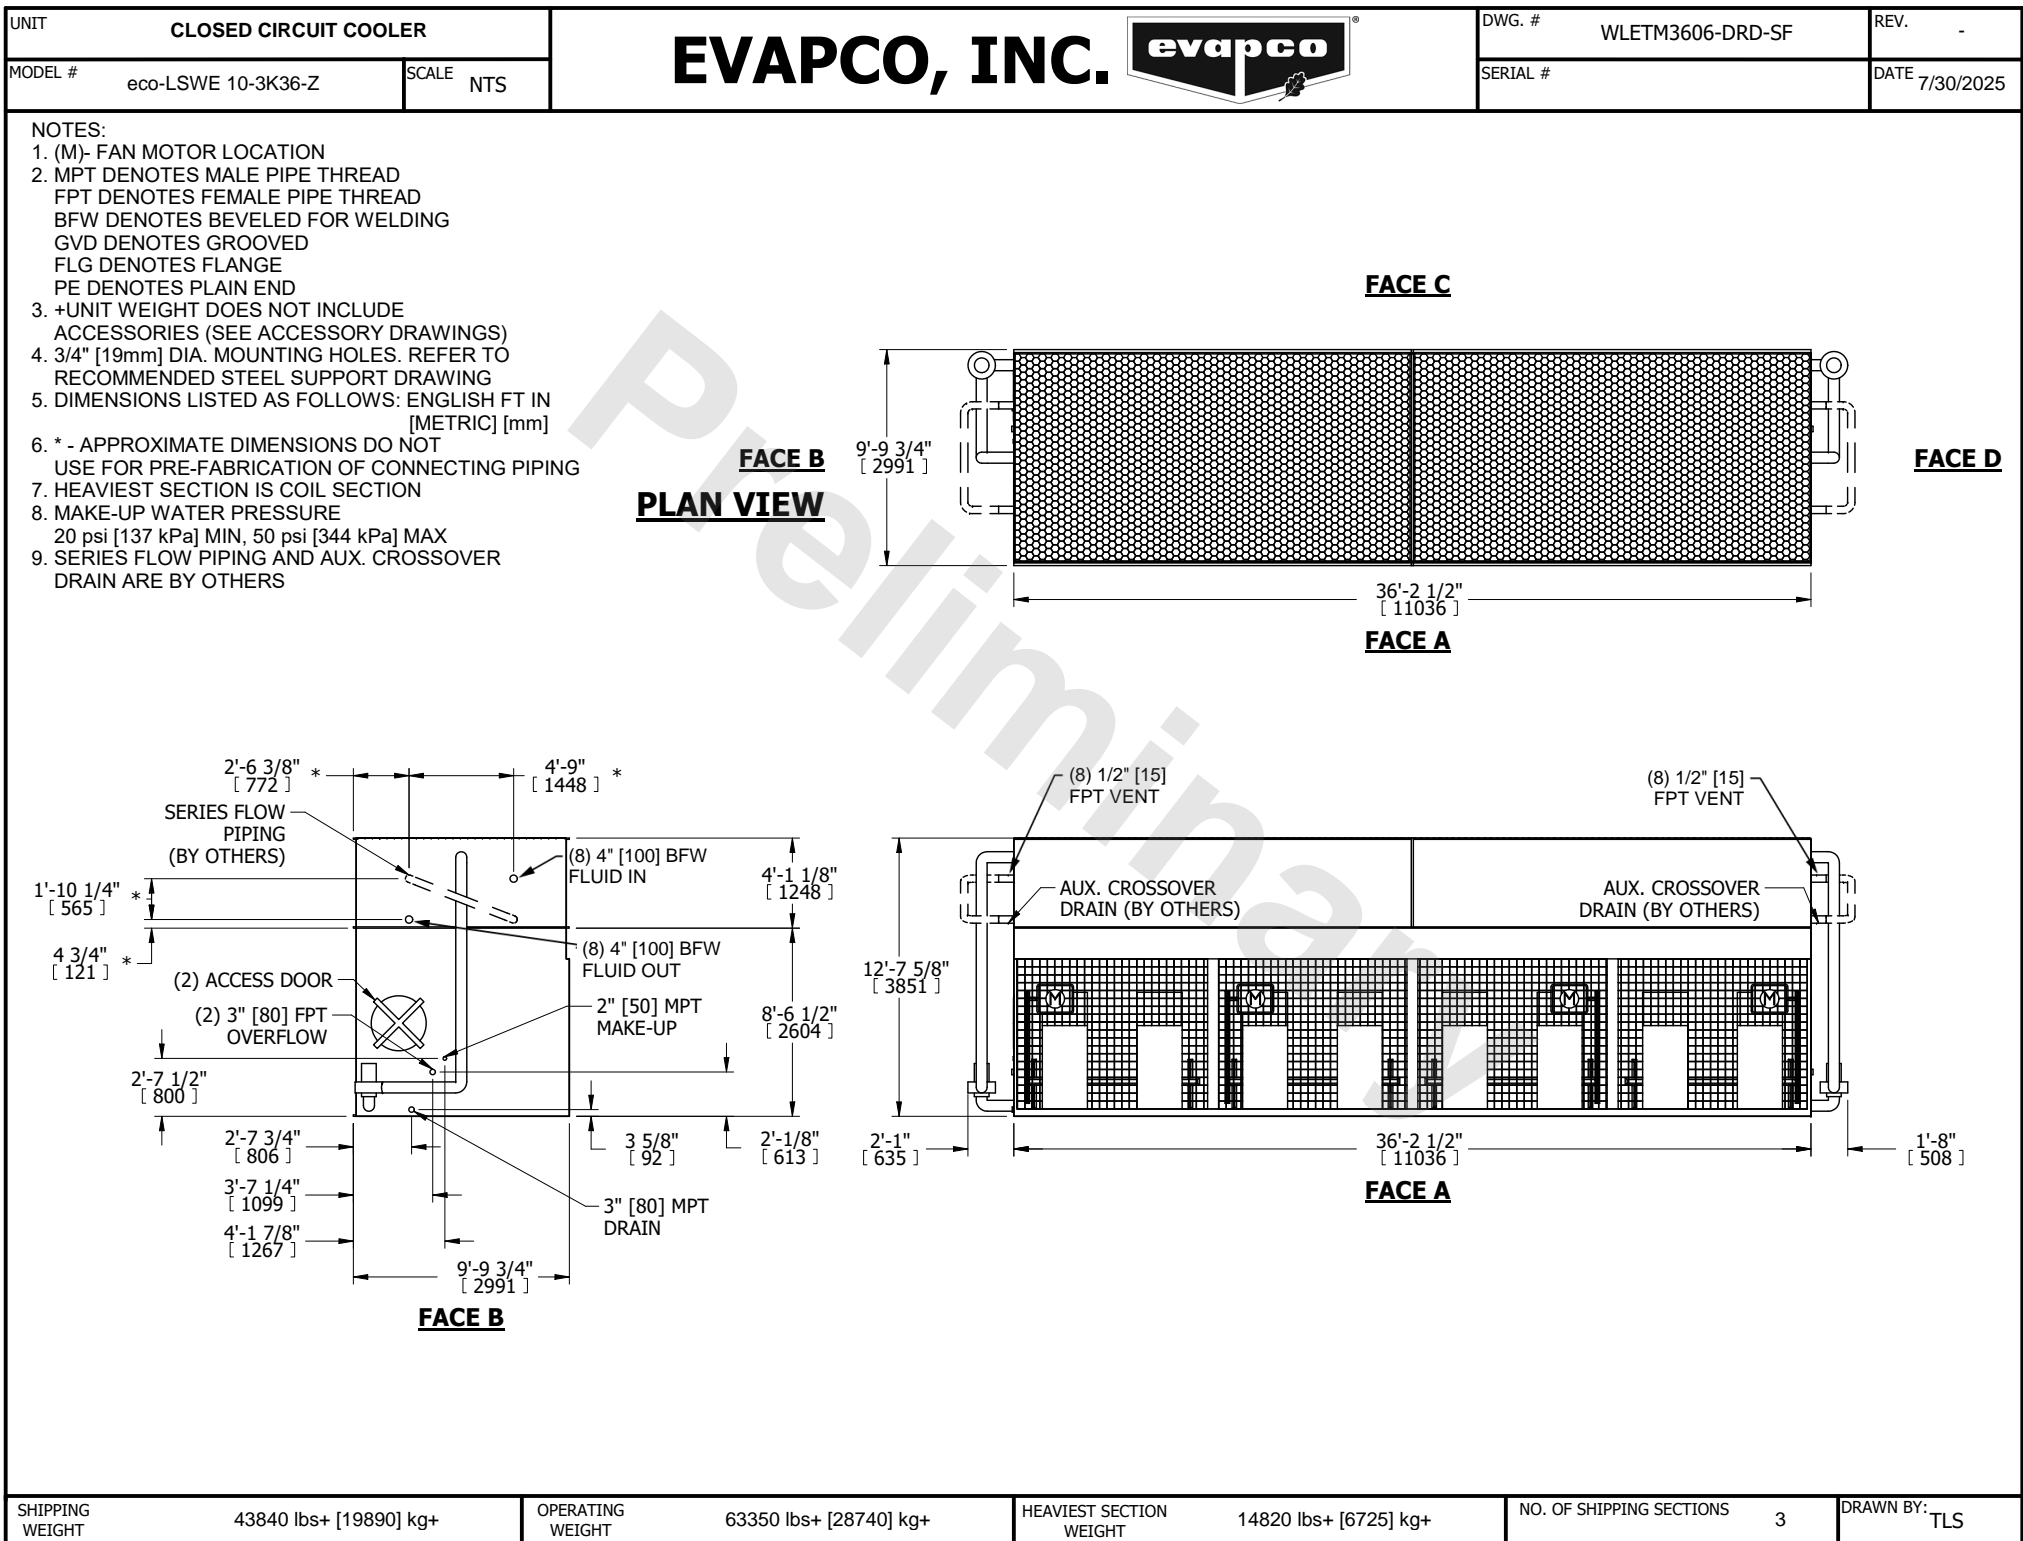 UNIT
CLOSED CIRCUIT COOLER
MODEL #
eco-LSWE 10-3K36-Z
SCALE
NTS
EVAPCO, INC.
evapco
®
DWG. #
WLETM3606-DRD-SF
REV.
-
SERIAL #
DATE
7/30/2025
NOTES:
1. (M)- FAN MOTOR LOCATION
2. MPT DENOTES MALE PIPE THREAD
FPT DENOTES FEMALE PIPE THREAD
BFW DENOTES BEVELED FOR WELDING
GVD DENOTES GROOVED
FLG DENOTES FLANGE
PE DENOTES PLAIN END
3. +UNIT WEIGHT DOES NOT INCLUDE
ACCESSORIES (SEE ACCESSORY DRAWINGS)
4. 3/4" [19mm] DIA. MOUNTING HOLES. REFER TO
RECOMMENDED STEEL SUPPORT DRAWING
5. DIMENSIONS LISTED AS FOLLOWS: ENGLISH FT IN
[METRIC] [mm]
6. * - APPROXIMATE DIMENSIONS DO NOT
USE FOR PRE-FABRICATION OF CONNECTING PIPING
7. HEAVIEST SECTION IS COIL SECTION
8. MAKE-UP WATER PRESSURE
20 psi [137 kPa] MIN, 50 psi [344 kPa] MAX
9. SERIES FLOW PIPING AND AUX. CROSSOVER
DRAIN ARE BY OTHERS
Preliminary
FACE C
FACE B
PLAN VIEW
9'-9 3/4"
[ 2991 ]
FACE D
36'-2 1/2"
[ 11036 ]
FACE A
2'-6 3/8" *
[ 772 ]
4'-9" *
[ 1448 ]
SERIES FLOW
PIPING
(BY OTHERS)
(8) 4" [100] BFW
FLUID IN
4'-1 1/8"
[ 1248 ]
1'-10 1/4" *
[ 565 ]
4 3/4" *
[ 121 ]
(8) 4" [100] BFW
FLUID OUT
(2) ACCESS DOOR
(2) 3" [80] FPT
OVERFLOW
2" [50] MPT
MAKE-UP
8'-6 1/2"
[ 2604 ]
2'-7 1/2"
[ 800 ]
2'-7 3/4"
[ 806 ]
3 5/8"
[ 92 ]
2'-1/8"
[ 613 ]
3'-7 1/4"
[ 1099 ]
3" [80] MPT
DRAIN
4'-1 7/8"
[ 1267 ]
9'-9 3/4"
[ 2991 ]
FACE B
(8) 1/2" [15]
FPT VENT
(8) 1/2" [15]
FPT VENT
AUX. CROSSOVER
DRAIN (BY OTHERS)
AUX. CROSSOVER
DRAIN (BY OTHERS)
12'-7 5/8"
[ 3851 ]
M
M
M
M
2'-1"
[ 635 ]
36'-2 1/2"
[ 11036 ]
1'-8"
[ 508 ]
FACE A
SHIPPING
WEIGHT
43840 lbs+ [19890] kg+
OPERATING
WEIGHT
63350 lbs+ [28740] kg+
HEAVIEST SECTION
WEIGHT
14820 lbs+ [6725] kg+
NO. OF SHIPPING SECTIONS
3
DRAWN BY:
TLS